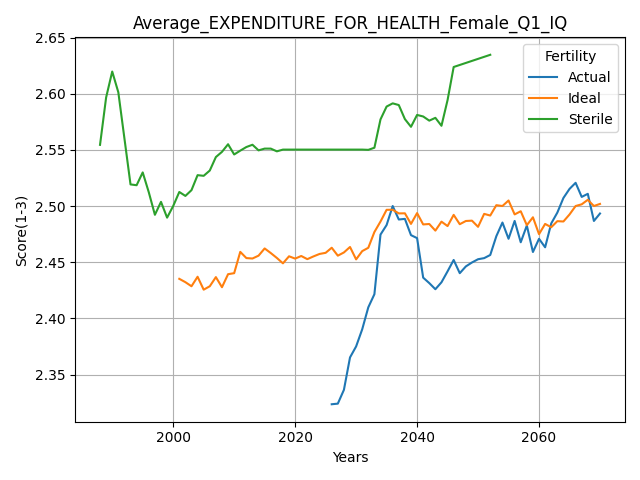 Average_EXPENDITURE_FOR_HEALTH_Female_Q1_IQ
Fertility
Actual
Ideal
Sterile
Score(1-3)
2.65
2.60
2.55
2.50
2.45
2.40
2.35
2000
2020
2040
2060
Years